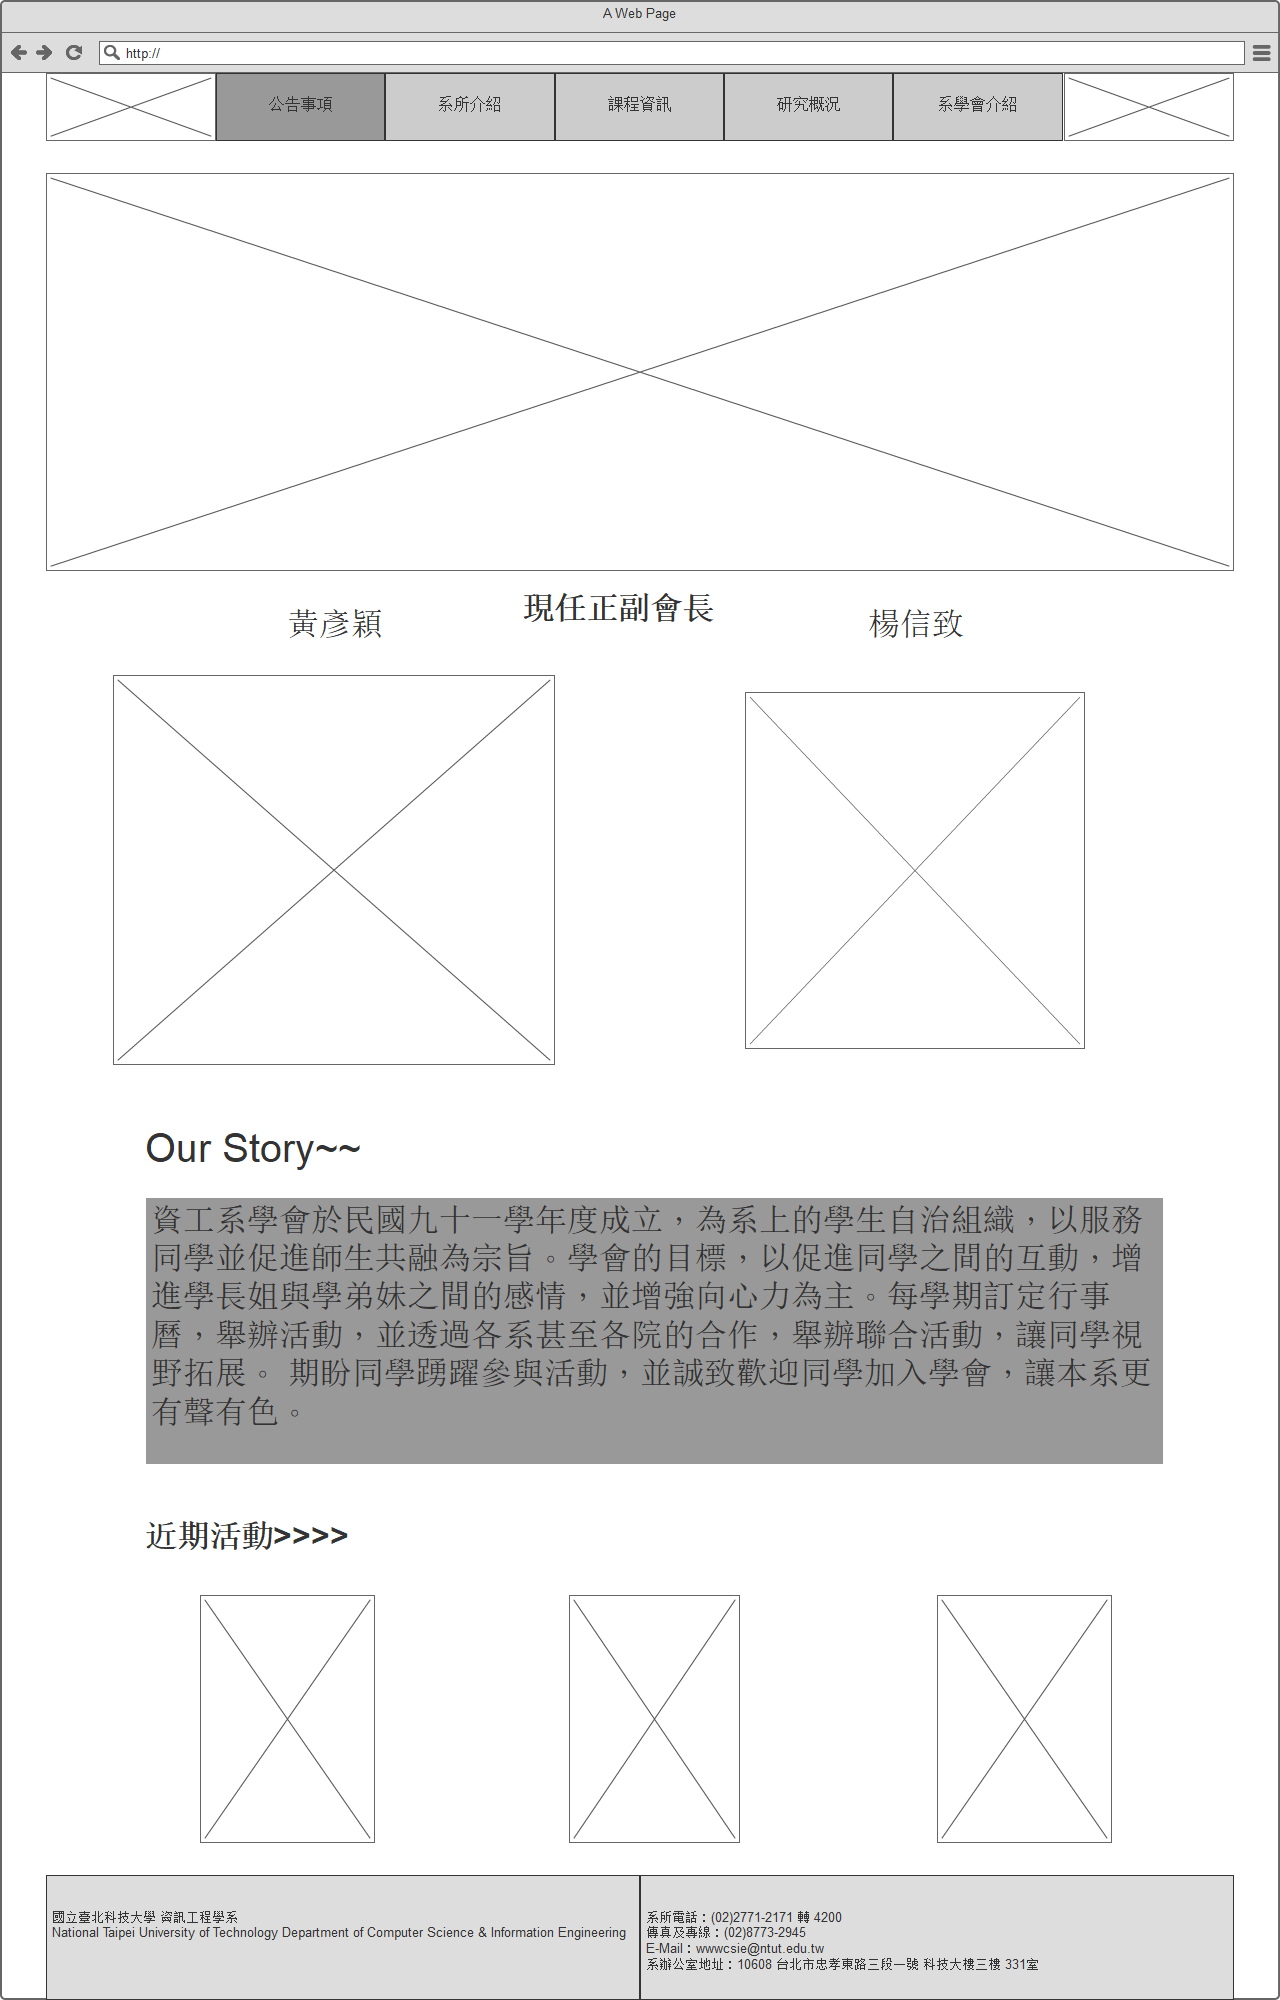 A Web Page
http://
公告事項
系所介紹
課程資訊
研究概況
系學會介紹
現任正副會長
黃彥穎
楊信致
Our Story~~
資工系學會於民國九十一學年度成立，為系上的學生自治組織，以服務
同學並促進師生共融為宗旨。學會的目標，以促進同學之間的互動，增
進學長姐與學弟妹之間的感情，並增強向心力為主。每學期訂定行事
曆，舉辦活動，並透過各系甚至各院的合作，舉辦聯合活動，讓同學視
野拓展。 期盼同學踴躍參與活動，並誠致歡迎同學加入學會，讓本系更
有聲有色。
近期活動>>>>
國立臺北科技大學 資訊工程學系
National Taipei University of Technology Department of Computer Science & Information Engineering
系所電話：(02)2771-2171 轉 4200
傳真及專線：(02)8773-2945
E-Mail：wwwcsie@ntut.edu.tw
系辦公室地址：10608 台北市忠孝東路三段一號 科技大樓三樓 331室